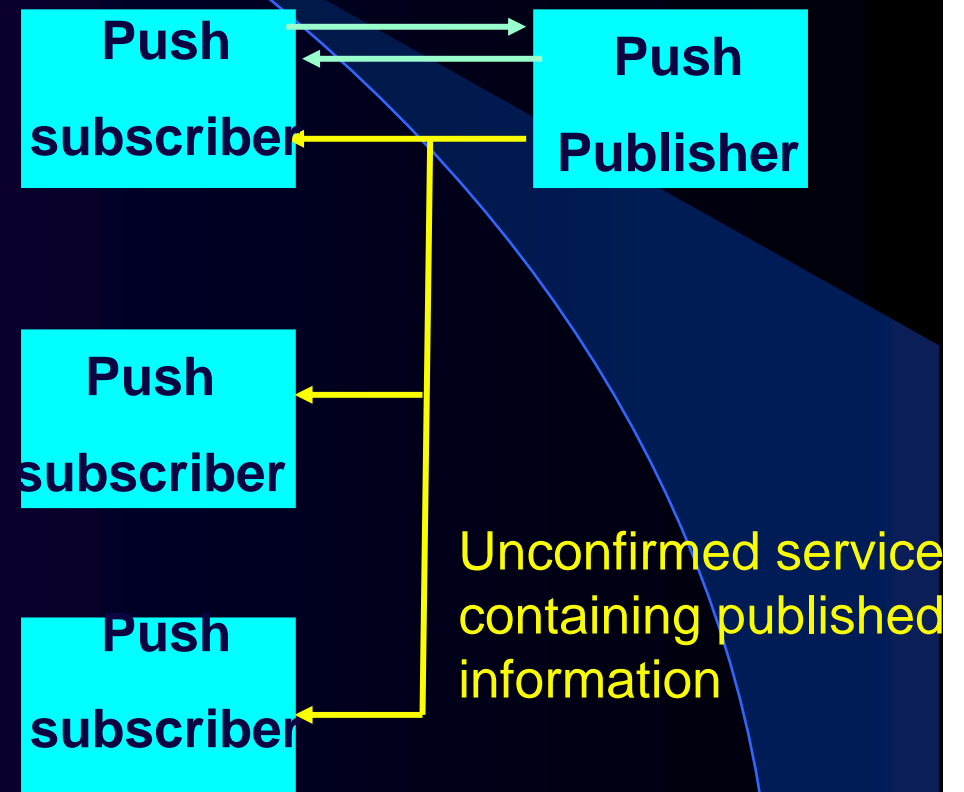 Push
subscriber
Push
Publisher
Push
subscriber
Push
subscriber
Unconfirmed service
containing published
information